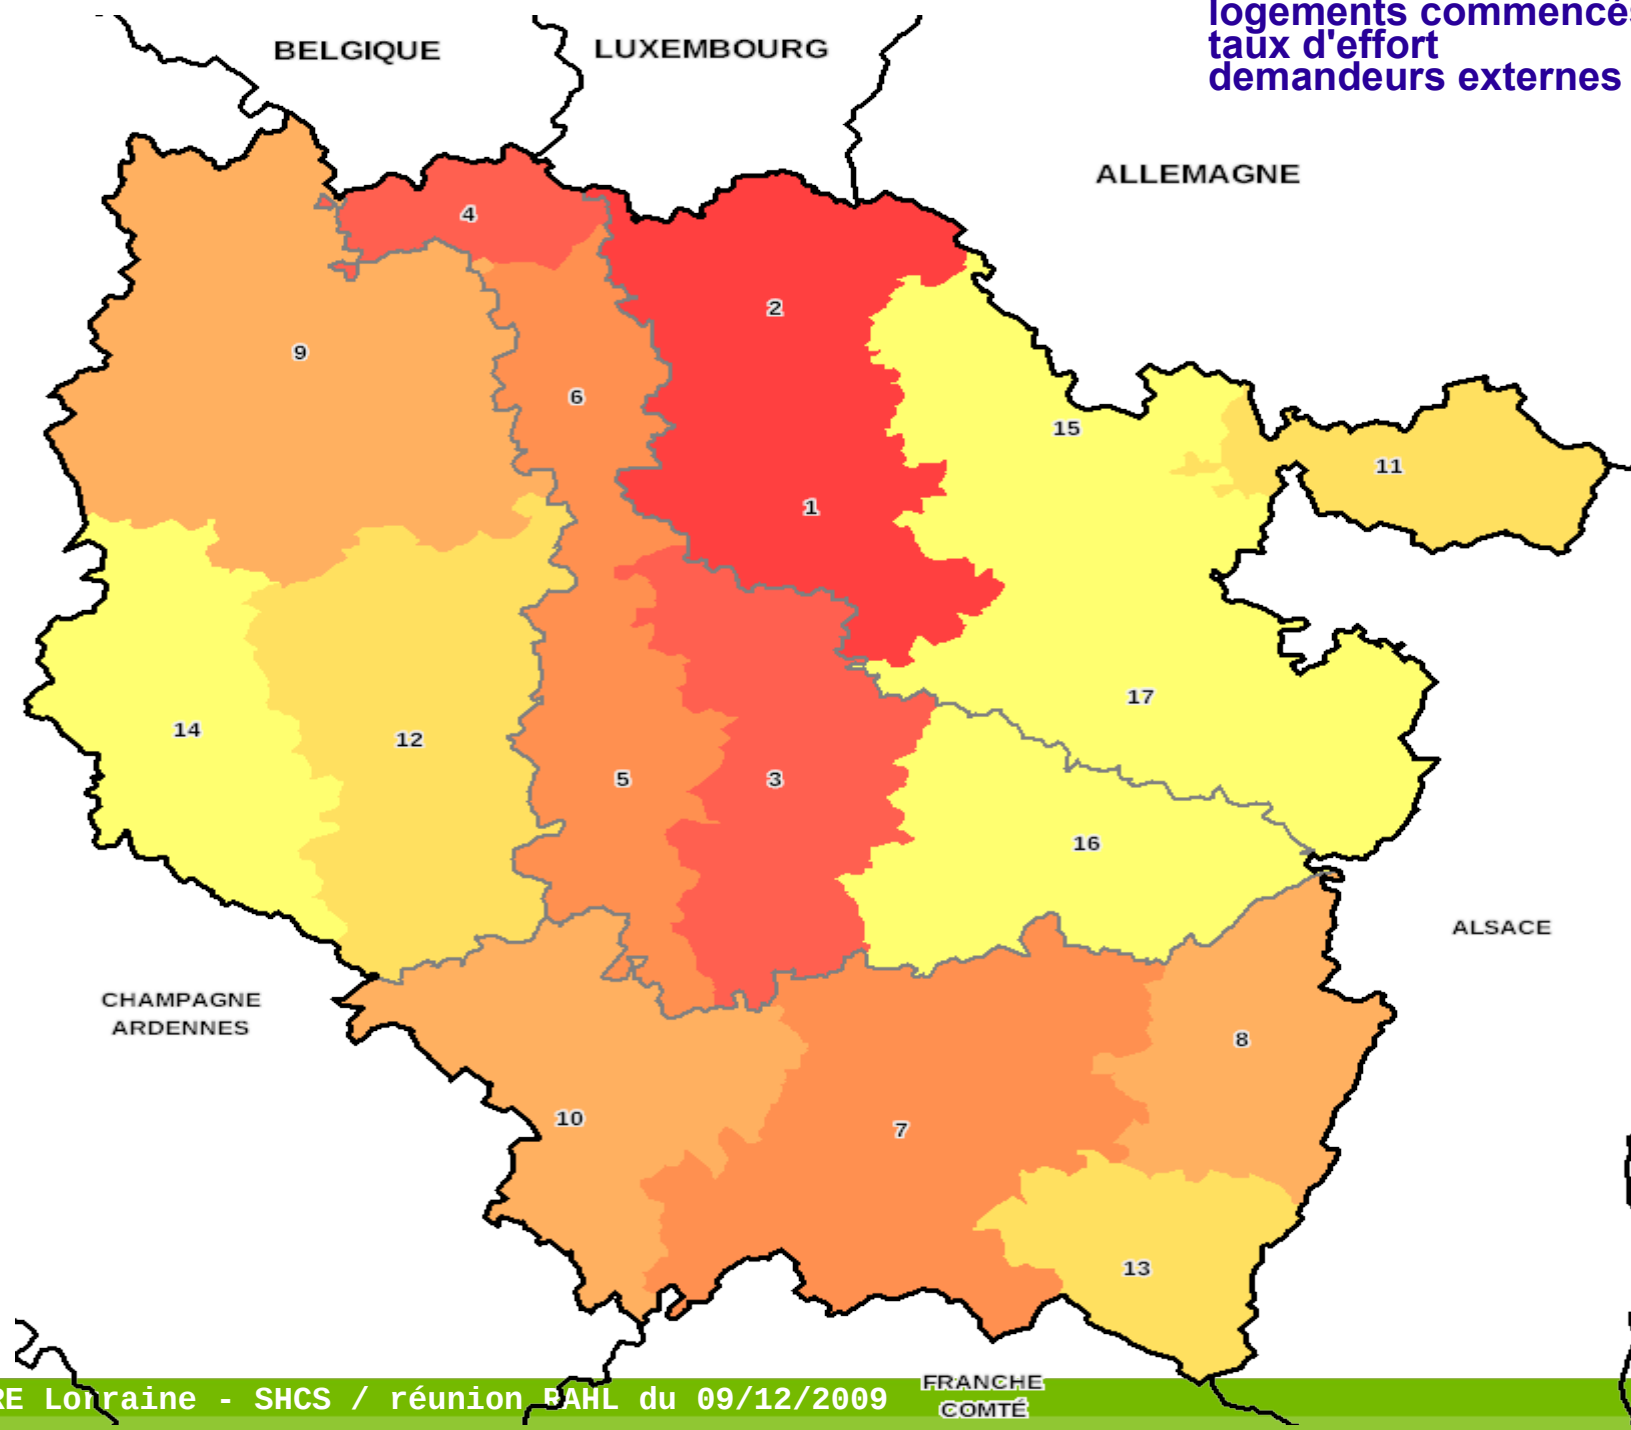 logements commencés
taux d'effort
demandeurs externes
BELGIQUE
LUXEMBOURG
ALLEMAGNE
4
2
9
6
15
11
1
17
14
12
5
3
16
ALSACE
CHAMPAGNE
ARDENNES
8
10
7
13
FRANCHE
COMTÉ
RE Lorraine - SHCS / réunion PAHL du 09/12/2009